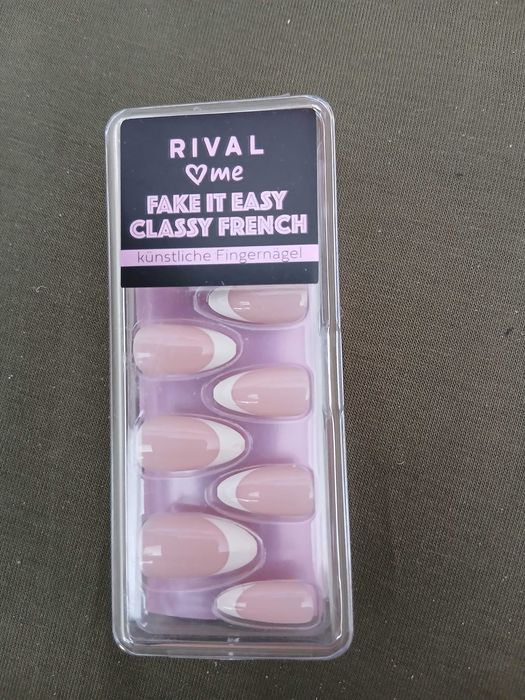 RIVAL
me
FAKE IT EASY
CLASSY FRENCH
künstliche Fingernägel